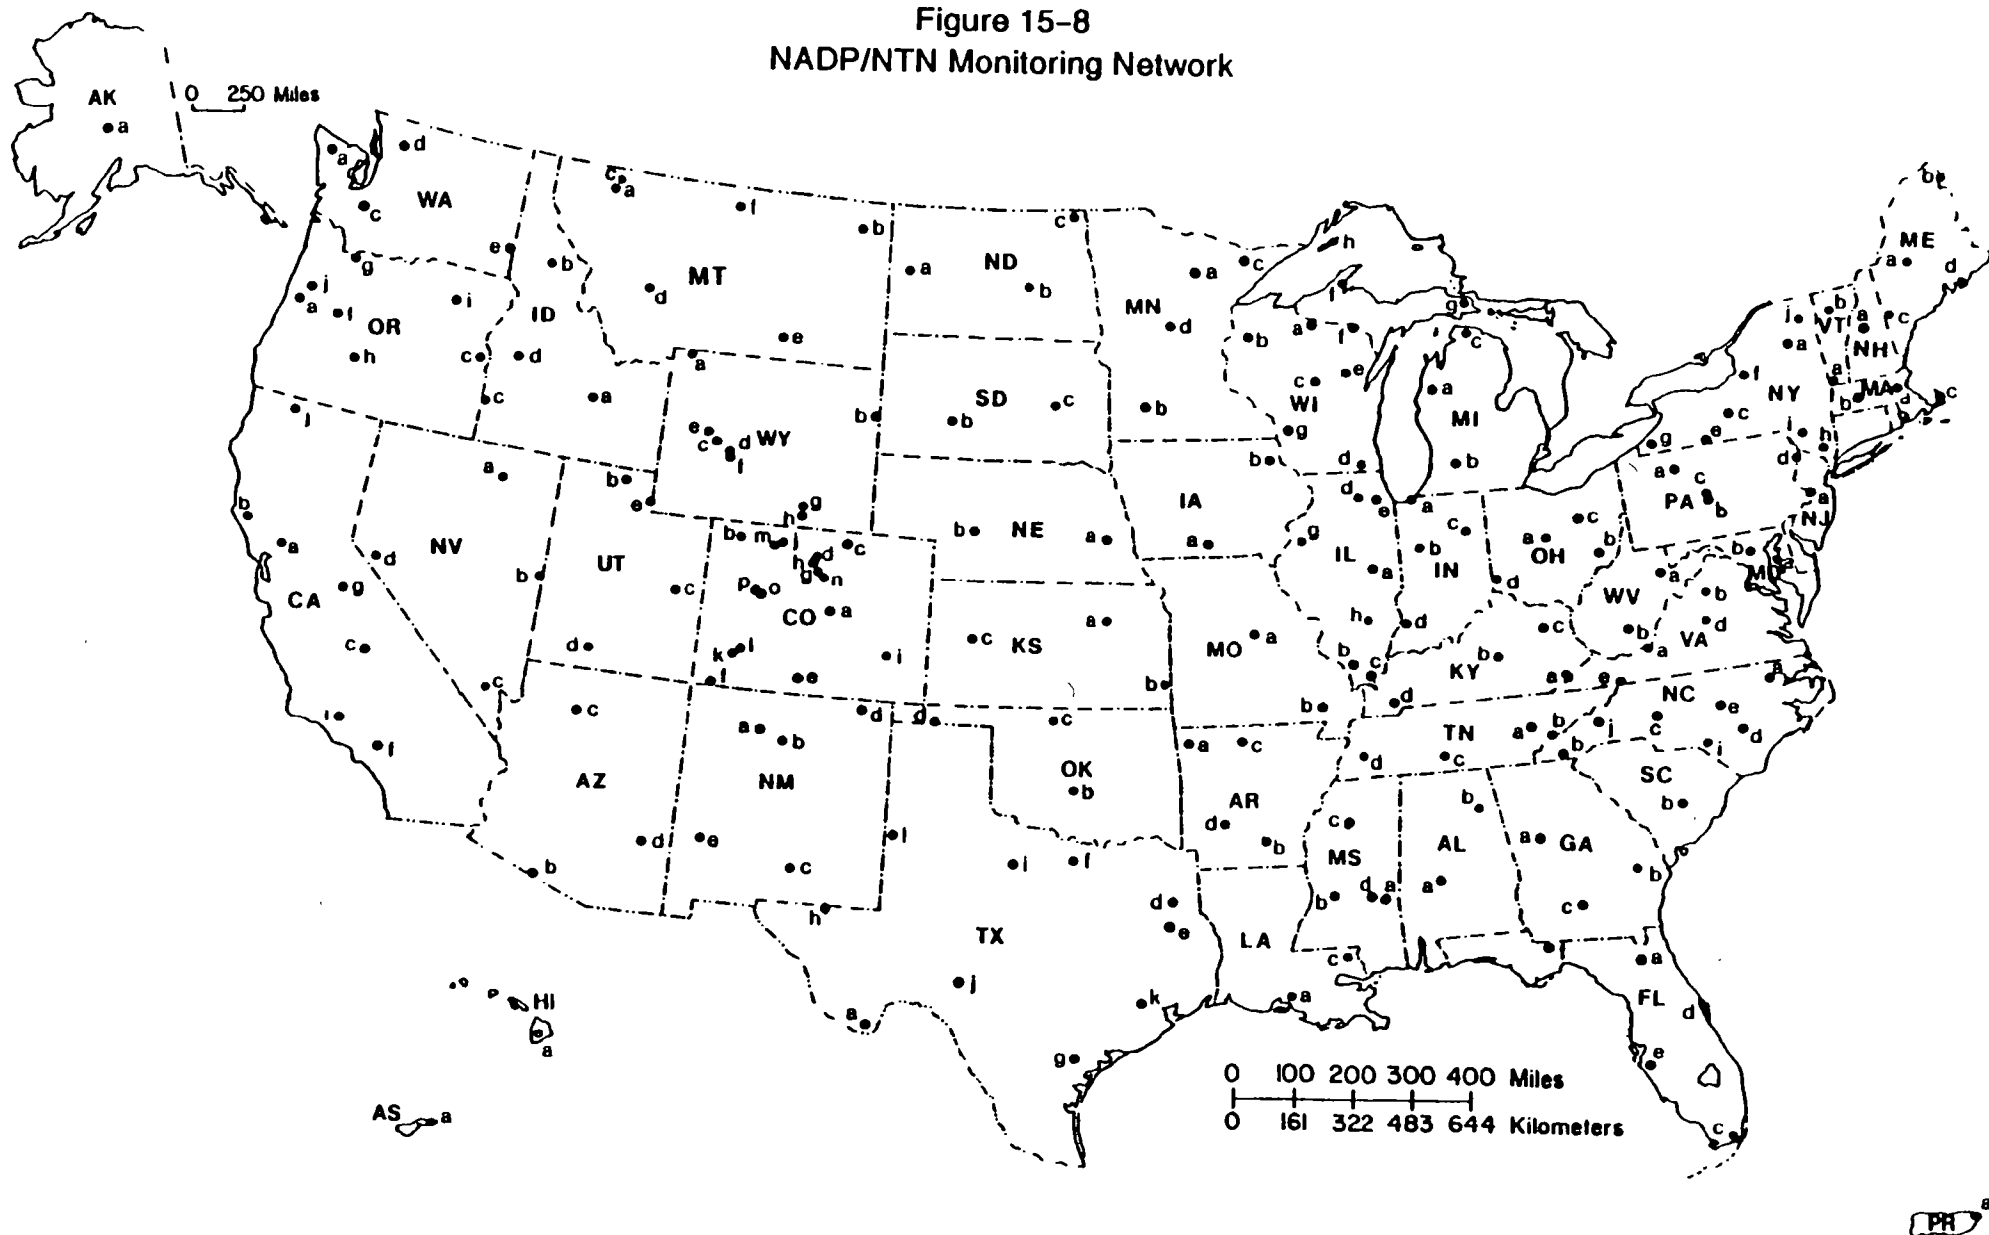 Figure 15-8
NADP/NTN Monitoring Network
AK
a
0 250 Miles
a
d
WA
c
e
g
j
a
f
OR
i
h
c
b
ID
d
c
a
c
a
f
b
MT
d
e
a
ND
c
b
MN
a
c
d
b
h
f
g
SD
b
c
WY
a
b
e
c
d
f
g
h
WI
b
a
f
c
e
g
d
MI
c
a
b
ME
a
d
c
b
VT
a
NH
MA
b
c
NY
j
a
f
c
e
g
h
d
PA
a
c
b
NJ
a
j
b
a
CA
g
c
i
f
NV
a
d
b
c
UT
b
e
c
d
CO
b
m
j
c
h
d
g
n
p
o
a
k
l
i
e
NE
b
a
IA
b
a
KS
c
a
b
IL
d
e
g
a
h
b
c
IN
a
c
b
d
OH
c
a
b
d
WV
a
b
VA
b
d
a
MD
b
a
MO
a
b
KY
c
b
a
d
NC
a
e
c
d
i
TN
a
b
c
d
e
AZ
c
d
b
NM
a
b
d
e
c
OK
d
c
b
AR
a
c
d
b
MS
c
d a
b
AL
b
a
GA
a
b
c
SC
b
TX
l
i
f
d
e
h
j
k
a
g
LA
c
a
FL
a
d
e
c
HI
a
AS
a
0 100 200 300 400 Miles
0 161 322 483 644 Kilometers
PR
a